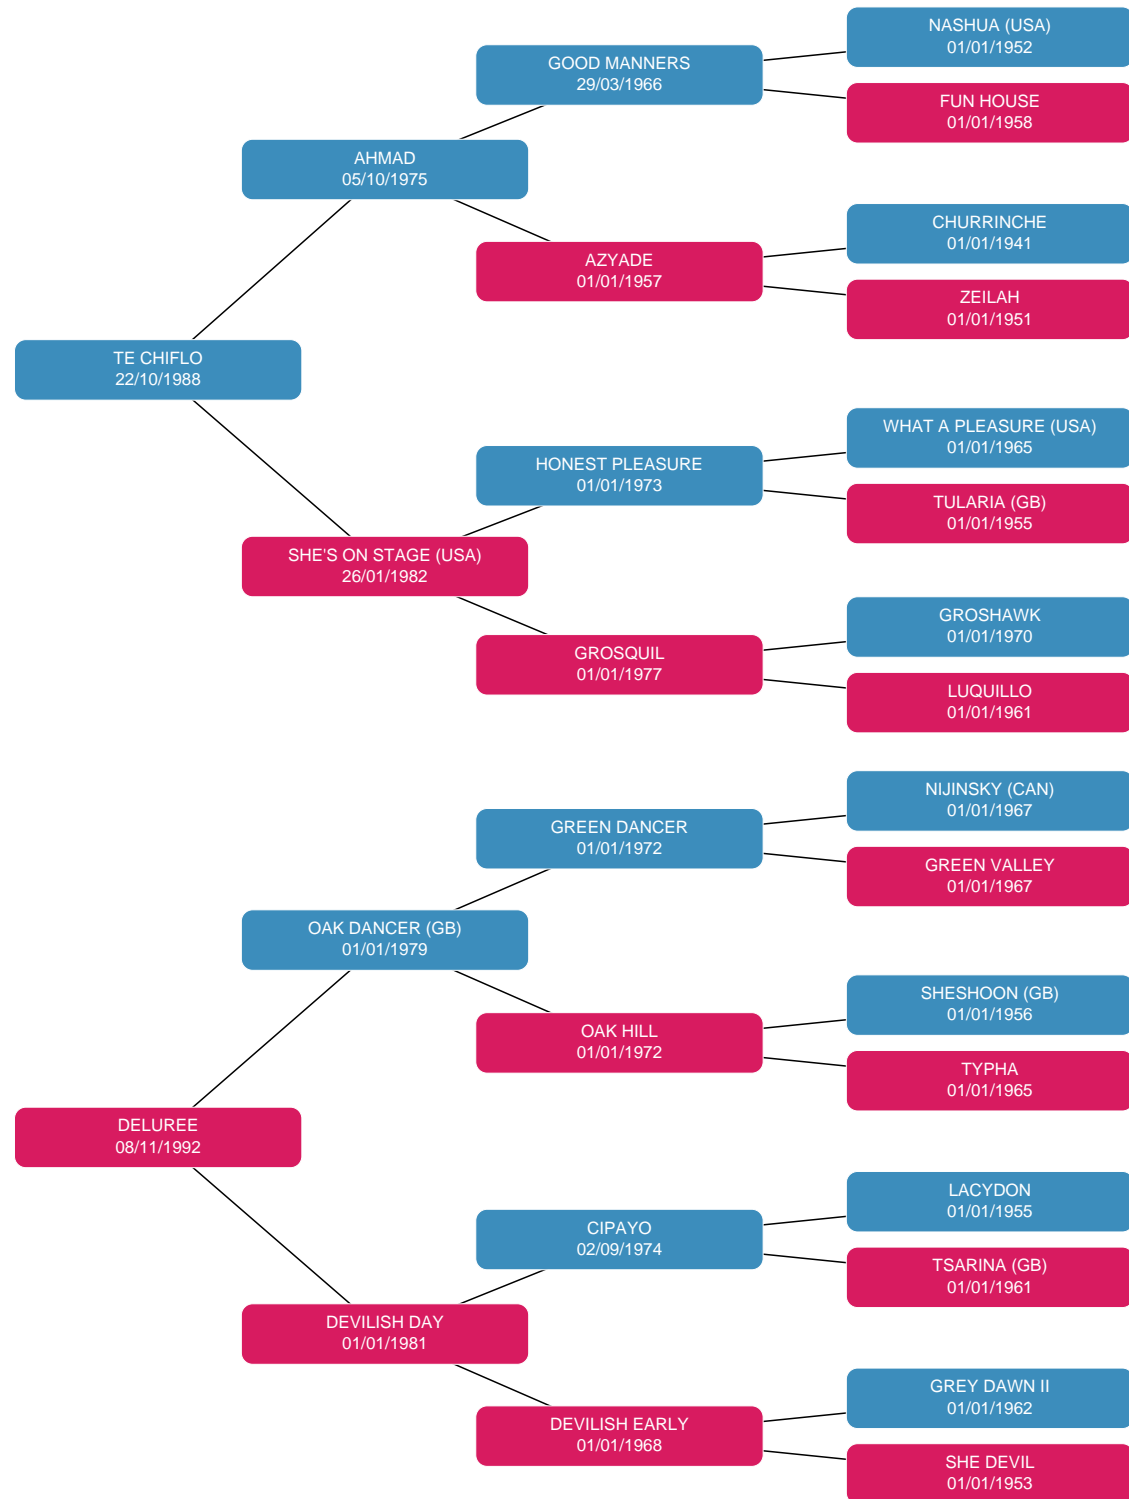 NASHUA (USA)
01/01/1952
GOOD MANNERS
29/03/1966
FUN HOUSE
01/01/1958
AHMAD
05/10/1975
CHURRINCHE
01/01/1941
AZYADE
01/01/1957
ZEILAH
01/01/1951
TE CHIFLO
22/10/1988
WHAT A PLEASURE (USA)
01/01/1965
HONEST PLEASURE
01/01/1973
TULARIA (GB)
01/01/1955
SHE'S ON STAGE (USA)
26/01/1982
GROSHAWK
01/01/1970
GROSQUIL
01/01/1977
LUQUILLO
01/01/1961
NIJINSKY (CAN)
01/01/1967
GREEN DANCER
01/01/1972
GREEN VALLEY
01/01/1967
OAK DANCER (GB)
01/01/1979
SHESHOON (GB)
01/01/1956
OAK HILL
01/01/1972
TYPHA
01/01/1965
DELUREE
08/11/1992
LACYDON
01/01/1955
CIPAYO
02/09/1974
TSARINA (GB)
01/01/1961
DEVILISH DAY
01/01/1981
GREY DAWN II
01/01/1962
DEVILISH EARLY
01/01/1968
SHE DEVIL
01/01/1953